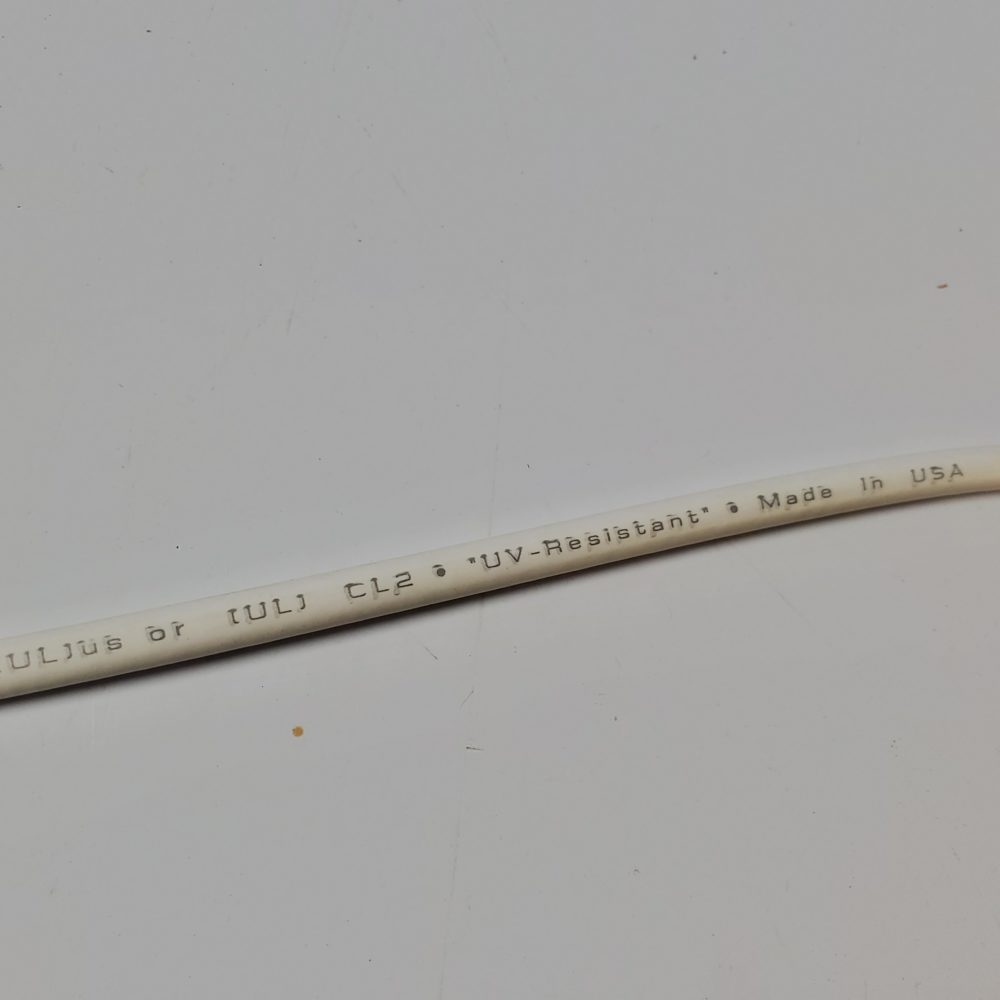 (UL)us or (UL) CL2 • "UV-Resistant" • Made In USA